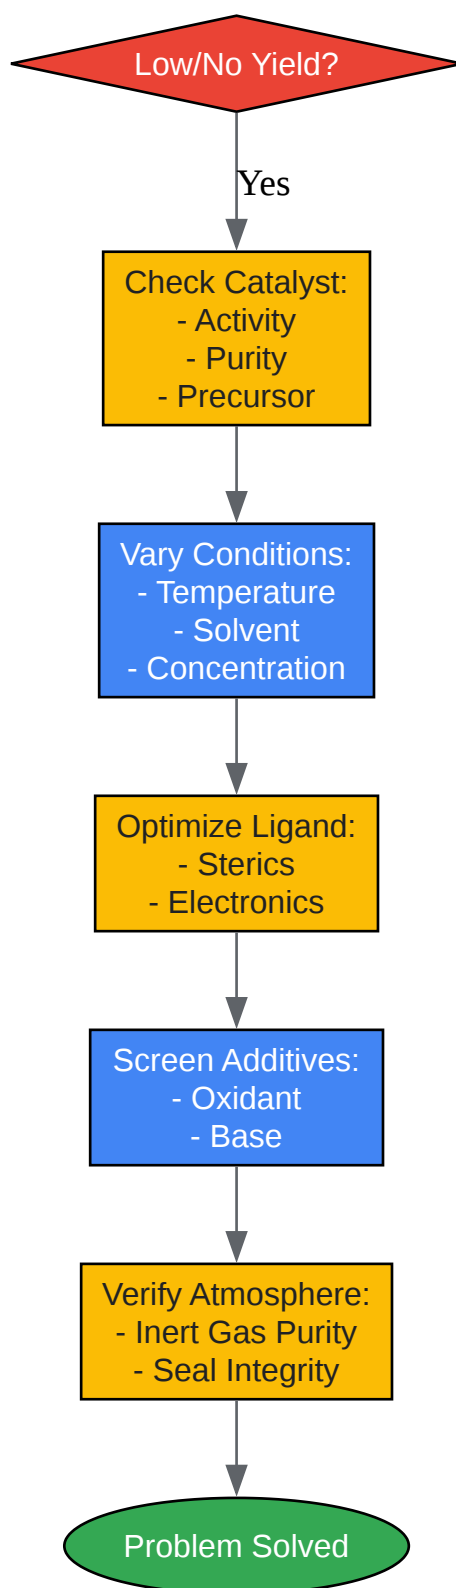 Low/No Yield?
Yes
Check Catalyst:
- Activity
- Purity
- Precursor
Vary Conditions:
- Temperature
- Solvent
- Concentration
Optimize Ligand:
- Sterics
- Electronics
Screen Additives:
- Oxidant
- Base
Verify Atmosphere:
- Inert Gas Purity
- Seal Integrity
Problem Solved